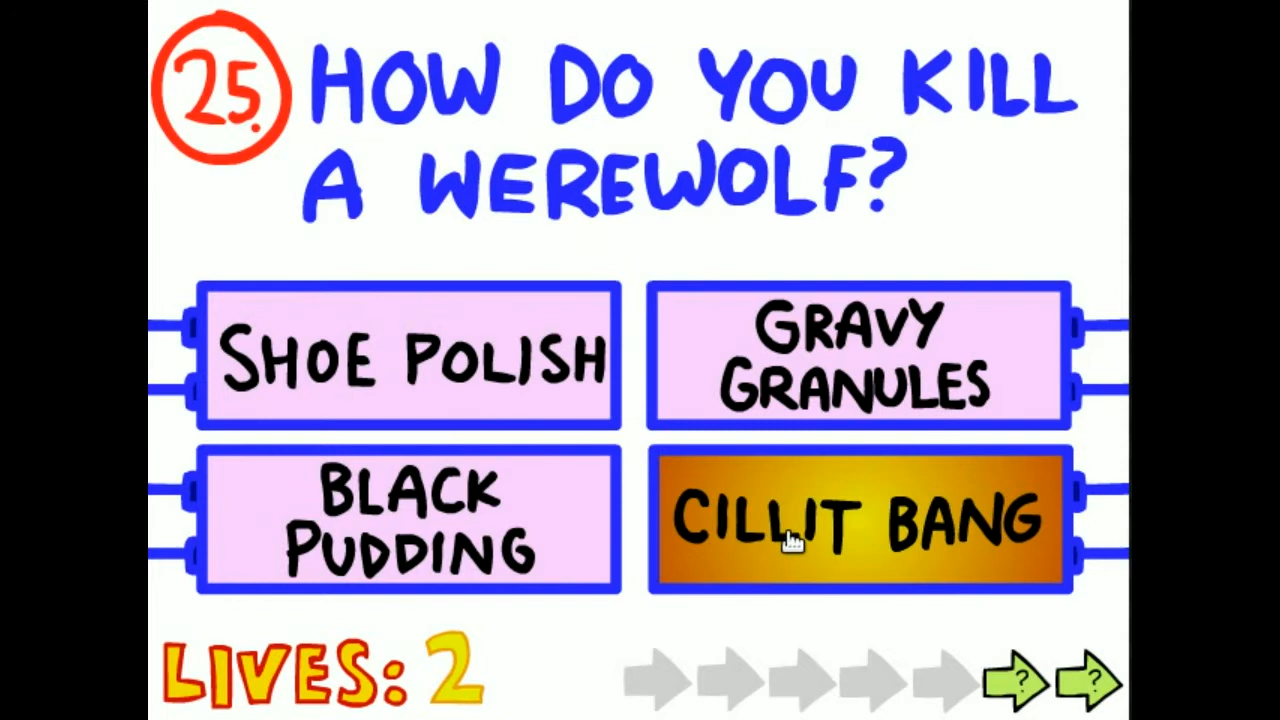 25. HOW DO YOU KILL
A WEREWOLF?
SHOE POLISH
GRAVY
GRANULES
BLACK
PUDDING
CILLIT BANG
LIVES: 2
? ?